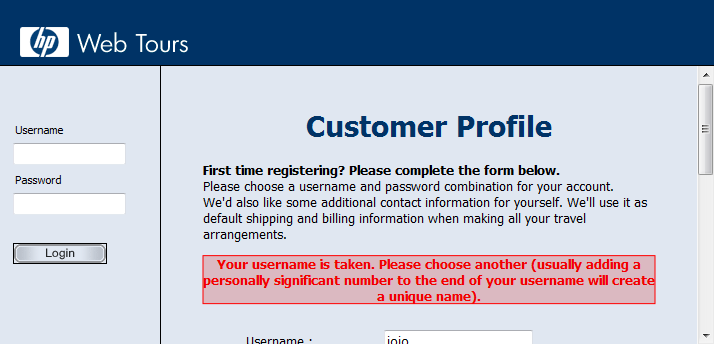 hp Web Tours
Username
Password
Login
Customer Profile
First time registering? Please complete the form below.
Please choose a username and password combination for your account.
We'd also like some additional contact information for yourself. We'll use it as
default shipping and billing information when making all your travel
arrangements.
Your username is taken. Please choose another (usually adding a
personally significant number to the end of your username will create
a unique name).
Username : jojo